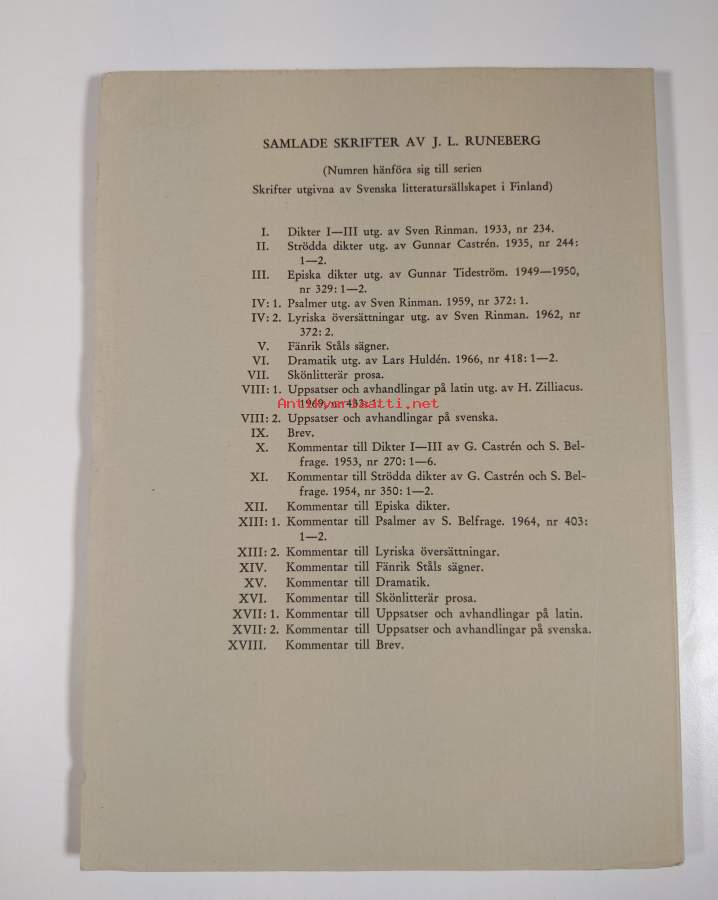 SAMLADE SKRIFTER AV J. L. RUNEBERG
(Numren hänföra sig till serien
Skrifter utgivna av Svenska litteratursällskapet i Finland)
I. Dikter I—III utg. av Sven Rinman. 1933, nr 234.
II. Strödda dikter utg. av Gunnar Castrén. 1935, nr 244:
1—2.
III. Episka dikter utg. av Gunnar Tideström. 1949—1950,
nr 329: 1—2.
IV: 1. Psalmer utg. av Sven Rinman. 1959, nr 372: 1.
IV: 2. Lyriska översättningar utg. av Sven Rinman. 1962, nr
372: 2.
V. Fänrik Ståls sägner.
VI. Dramatik utg. av Lars Huldén. 1966, nr 418: 1—2.
VII. Skönlitterär prosa.
VIII: 1. Uppsatser och avhandlingar på latin utg. av H. Zilliacus.
1969, nr 433: 1.
VIII: 2. Uppsatser och avhandlingar på svenska.
IX. Brev.
X. Kommentar till Dikter I—III av G. Castrén och S. Bel-
frage. 1953, nr 270: 1—6.
XI. Kommentar till Strödda dikter av G. Castrén och S. Bel-
frage. 1954, nr 350: 1—2.
XII. Kommentar till Episka dikter.
XIII: 1. Kommentar till Psalmer av S. Belfrage. 1964, nr 403:
1—2.
XIII: 2. Kommentar till Lyriska översättningar.
XIV. Kommentar till Fänrik Ståls sägner.
XV. Kommentar till Dramatik.
XVI. Kommentar till Skönlitterär prosa.
XVII: 1. Kommentar till Uppsatser och avhandlingar på latin.
XVII: 2. Kommentar till Uppsatser och avhandlingar på svenska.
XVIII. Kommentar till Brev.